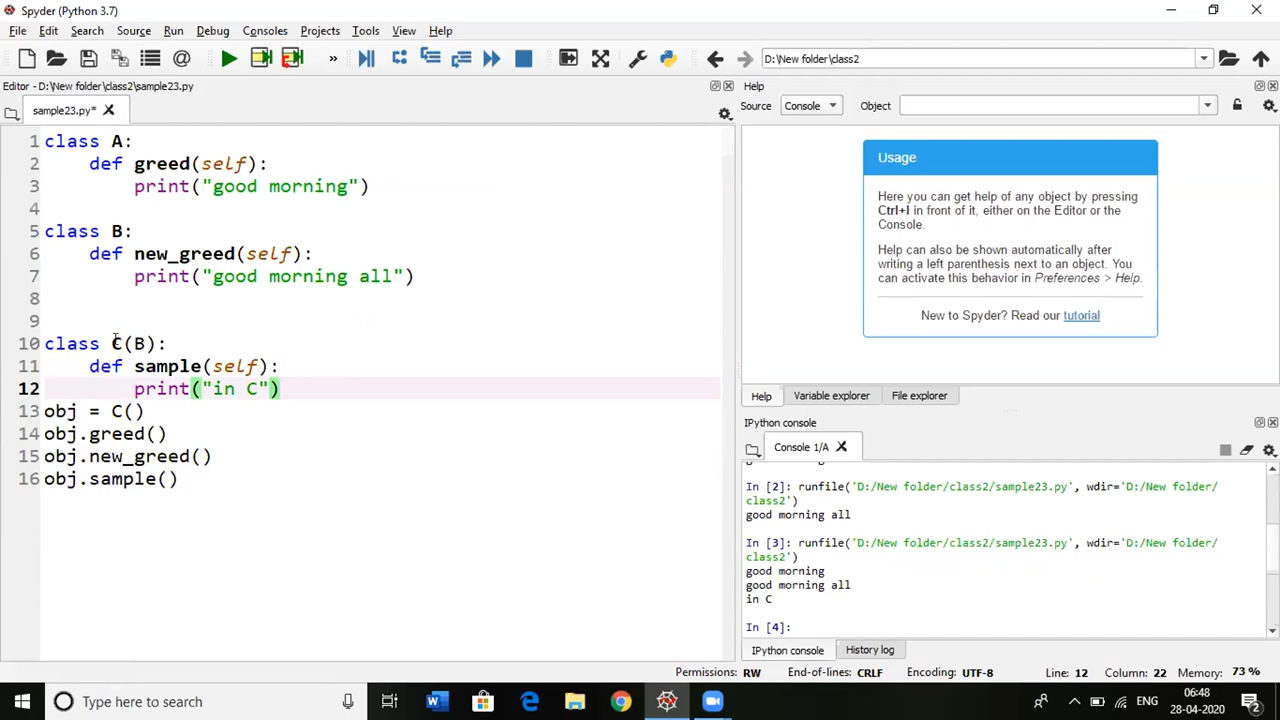 Spyder (Python 3.7)
File Edit Search Source Run Debug Consoles Projects Tools View Help
D:\New folder\class2
Editor - D:\New folder\class2\sample23.py
sample23.py*
1 class A:
2 def greed(self):
3 print("good morning")
4
5 class B:
6 def new_greed(self):
7 print("good morning all")
8
9
10 class C(B):
11 def sample(self):
12 print("in C")
13 obj = C()
14 obj.greed()
15 obj.new_greed()
16 obj.sample()
Help
Source Console Object
Usage
Here you can get help of any object by pressing
Ctrl+I in front of it, either on the Editor or the
Console.
Help can also be shown automatically after
writing a left parenthesis next to an object. You
can activate this behavior in Preferences > Help.
New to Spyder? Read our tutorial
Help Variable explorer File explorer
IPython console
Console 1/A
In [2]: runfile('D:/New folder/class2/sample23.py', wdir='D:/New folder/
class2')
good morning all
In [3]: runfile('D:/New folder/class2/sample23.py', wdir='D:/New folder/
class2')
good morning
good morning all
in C
In [4]:
IPython console History log
Permissions: RW End-of-lines: CRLF Encoding: UTF-8 Line: 12 Column: 22 Memory: 73 %
Type here to search
ENG
06:48
28-04-2020
2